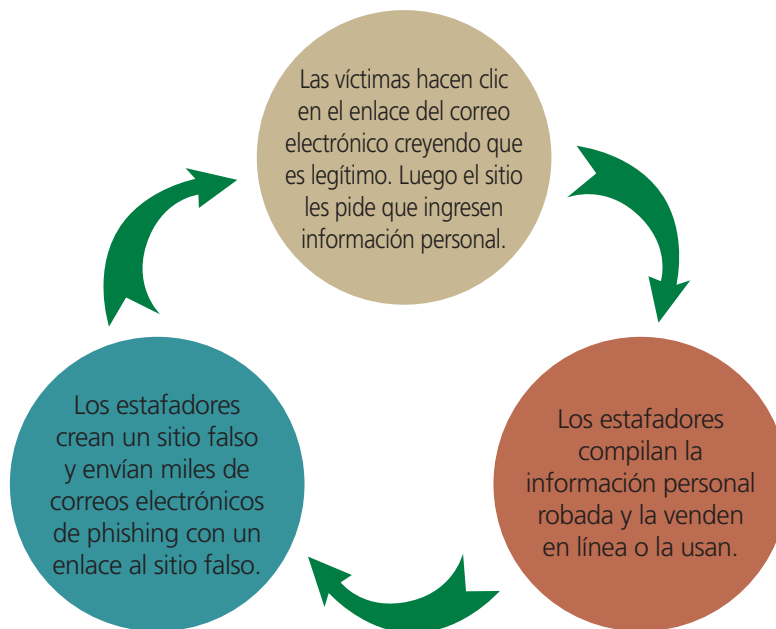 Las víctimas hacen clic
en el enlace del correo
electrónico creyendo que
es legítimo. Luego el sitio
les pide que ingresen
información personal.
Los estafadores
crean un sitio falso
y envían miles de
correos electrónicos
de phishing con un
enlace al sitio falso.
Los estafadores
compilan la
información personal
robada y la venden
en línea o la usan.